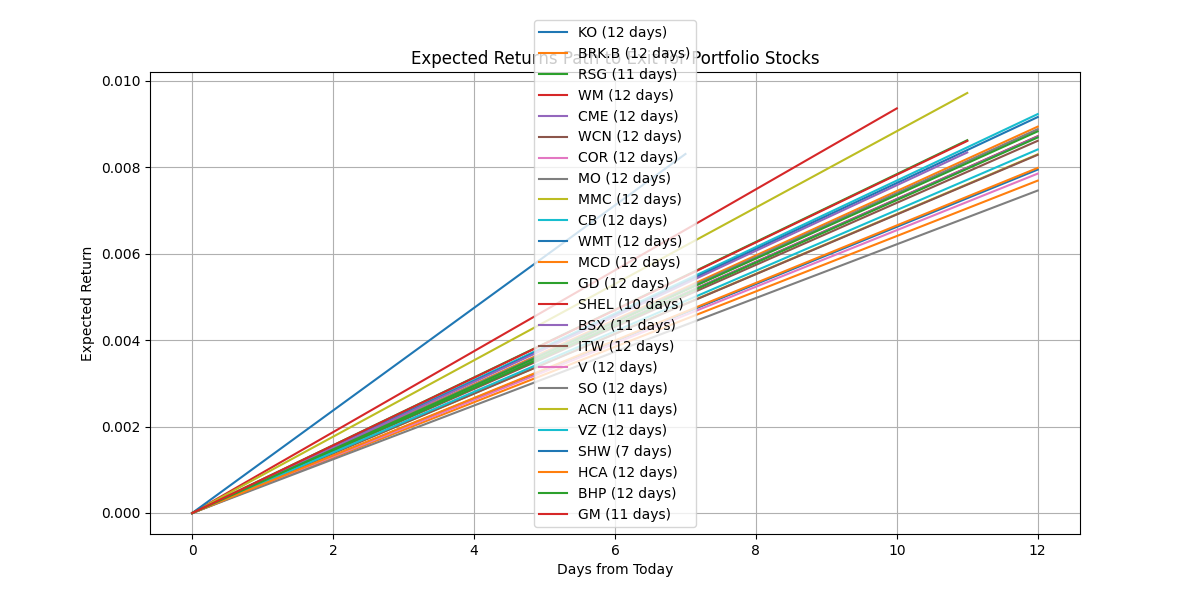 Expected Returns Path to Exit for Portfolio Stocks
KO (12 days)
BRK.B (12 days)
RSG (11 days)
WM (12 days)
CME (12 days)
WCN (12 days)
COR (12 days)
MO (12 days)
MMC (12 days)
CB (12 days)
WMT (12 days)
MCD (12 days)
GD (12 days)
SHEL (10 days)
BSX (11 days)
ITW (12 days)
V (12 days)
SO (12 days)
ACN (11 days)
VZ (12 days)
SHW (7 days)
HCA (12 days)
BHP (12 days)
GM (11 days)
Expected Return
0.010
0.008
0.006
0.004
0.002
0.000
0 2 4 6 8 10 12
Days from Today